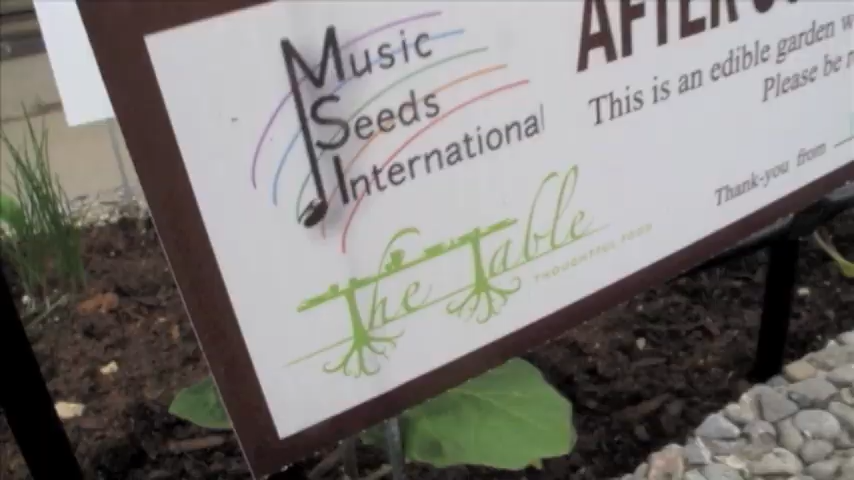 Music
Seeds
International
AFTER
This is an edible garden
Please be
Thank-you from
The Table
THOUGHTFUL FOOD